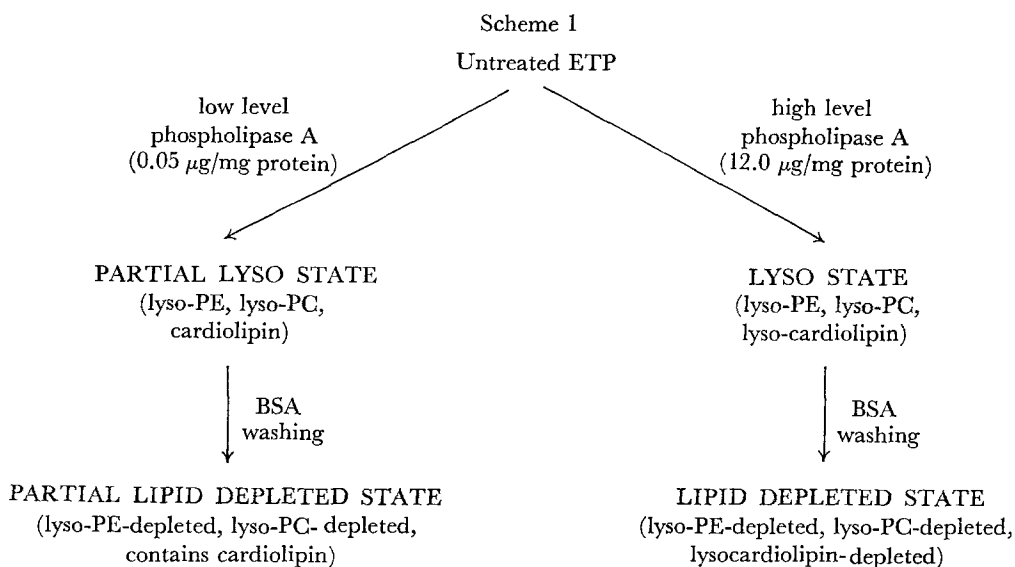 Scheme 1
Untreated ETP
low level
phospholipase A
(0.05 μg/mg protein)
high level
phospholipase A
(12.0 μg/mg protein)
PARTIAL LYSO STATE
(lyso-PE, lyso-PC,
cardiolipin)
LYSO STATE
(lyso-PE, lyso-PC,
lyso-cardiolipin)
BSA
washing
BSA
washing
PARTIAL LIPID DEPLETED STATE
(lyso-PE-depleted, lyso-PC- depleted,
contains cardiolipin)
LIPID DEPLETED STATE
(lyso-PE-depleted, lyso-PC-depleted,
lysocardiolipin-depleted)